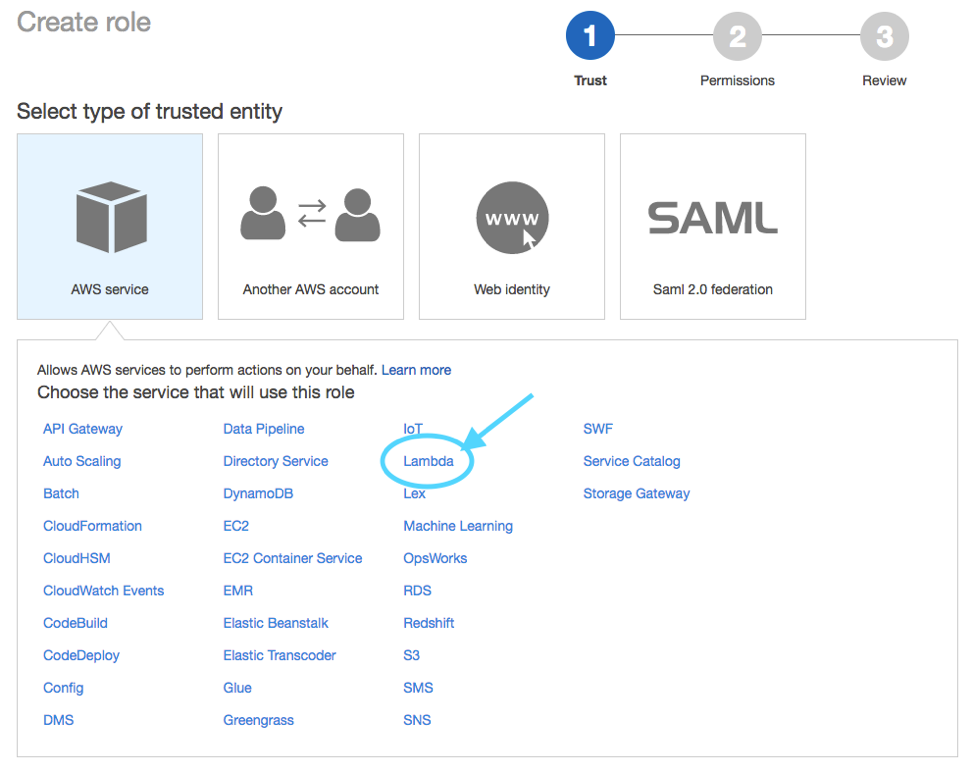 Create role
1
2
3
Trust
Permissions
Review
Select type of trusted entity
AWS service
Another AWS account
www
Web identity
SAML
Saml 2.0 federation
Allows AWS services to perform actions on your behalf. Learn more
Choose the service that will use this role
API Gateway
Auto Scaling
Batch
CloudFormation
CloudHSM
CloudWatch Events
CodeBuild
CodeDeploy
Config
DMS
Data Pipeline
Directory Service
DynamoDB
EC2
EC2 Container Service
EMR
Elastic Beanstalk
Elastic Transcoder
Glue
Greengrass
IoT
Lambda
Lex
Machine Learning
OpsWorks
RDS
Redshift
S3
SMS
SNS
SWF
Service Catalog
Storage Gateway